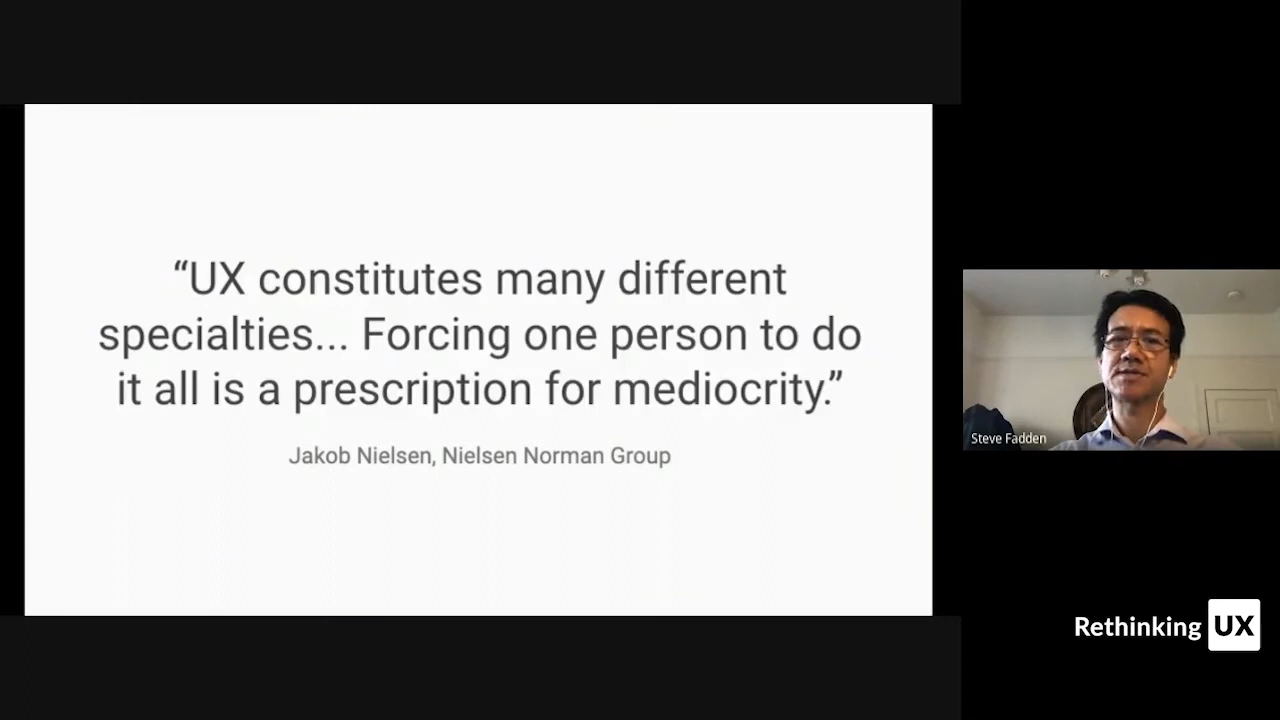 “UX constitutes many different
specialties... Forcing one person to do
it all is a prescription for mediocrity.”
Jakob Nielsen, Nielsen Norman Group
Steve Fadden
Rethinking UX